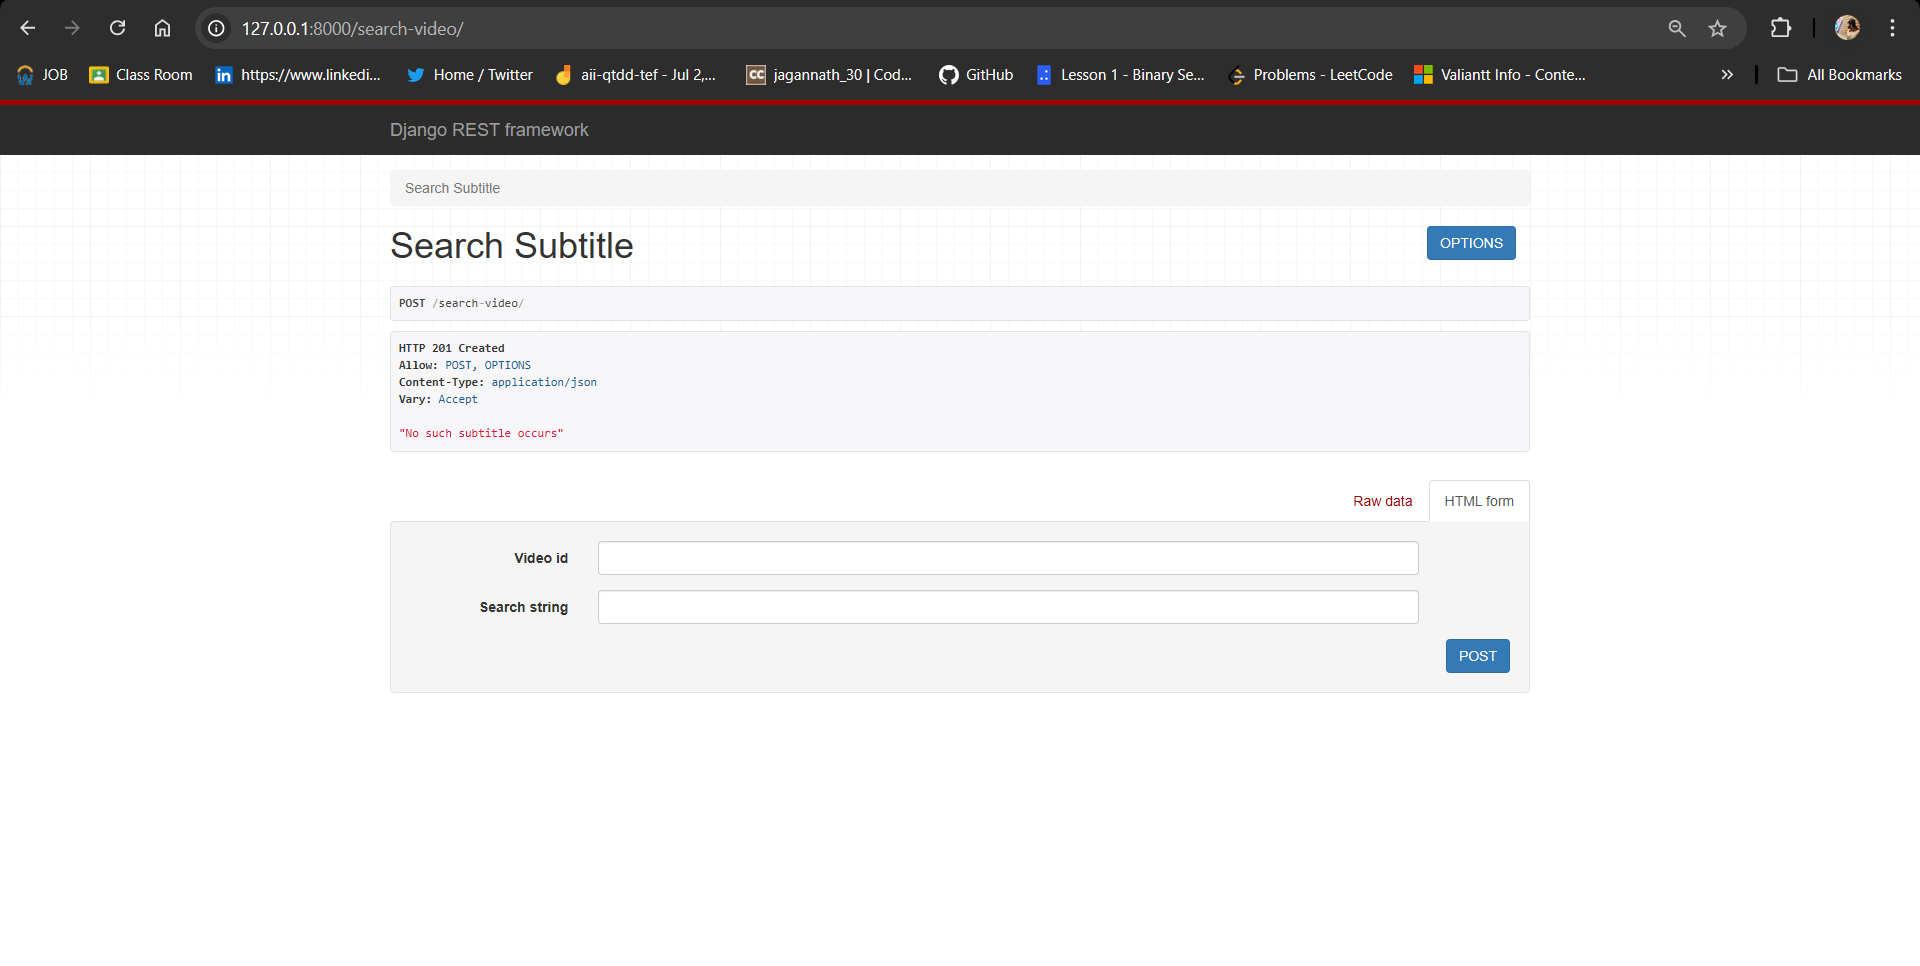 127.0.0.1:8000/search-video/
JOB Class Room https://www.linkedi... Home / Twitter aii-qtdd-tef - Jul 2,... jagannath_30 | Cod... GitHub Lesson 1 - Binary Se... Problems - LeetCode Valiantt Info - Conte... » All Bookmarks
Django REST framework
Search Subtitle
Search Subtitle OPTIONS
POST /search-video/
HTTP 201 Created
Allow: POST, OPTIONS
Content-Type: application/json
Vary: Accept
"No such subtitle occurs"
Raw data HTML form
Video id
Search string
POST